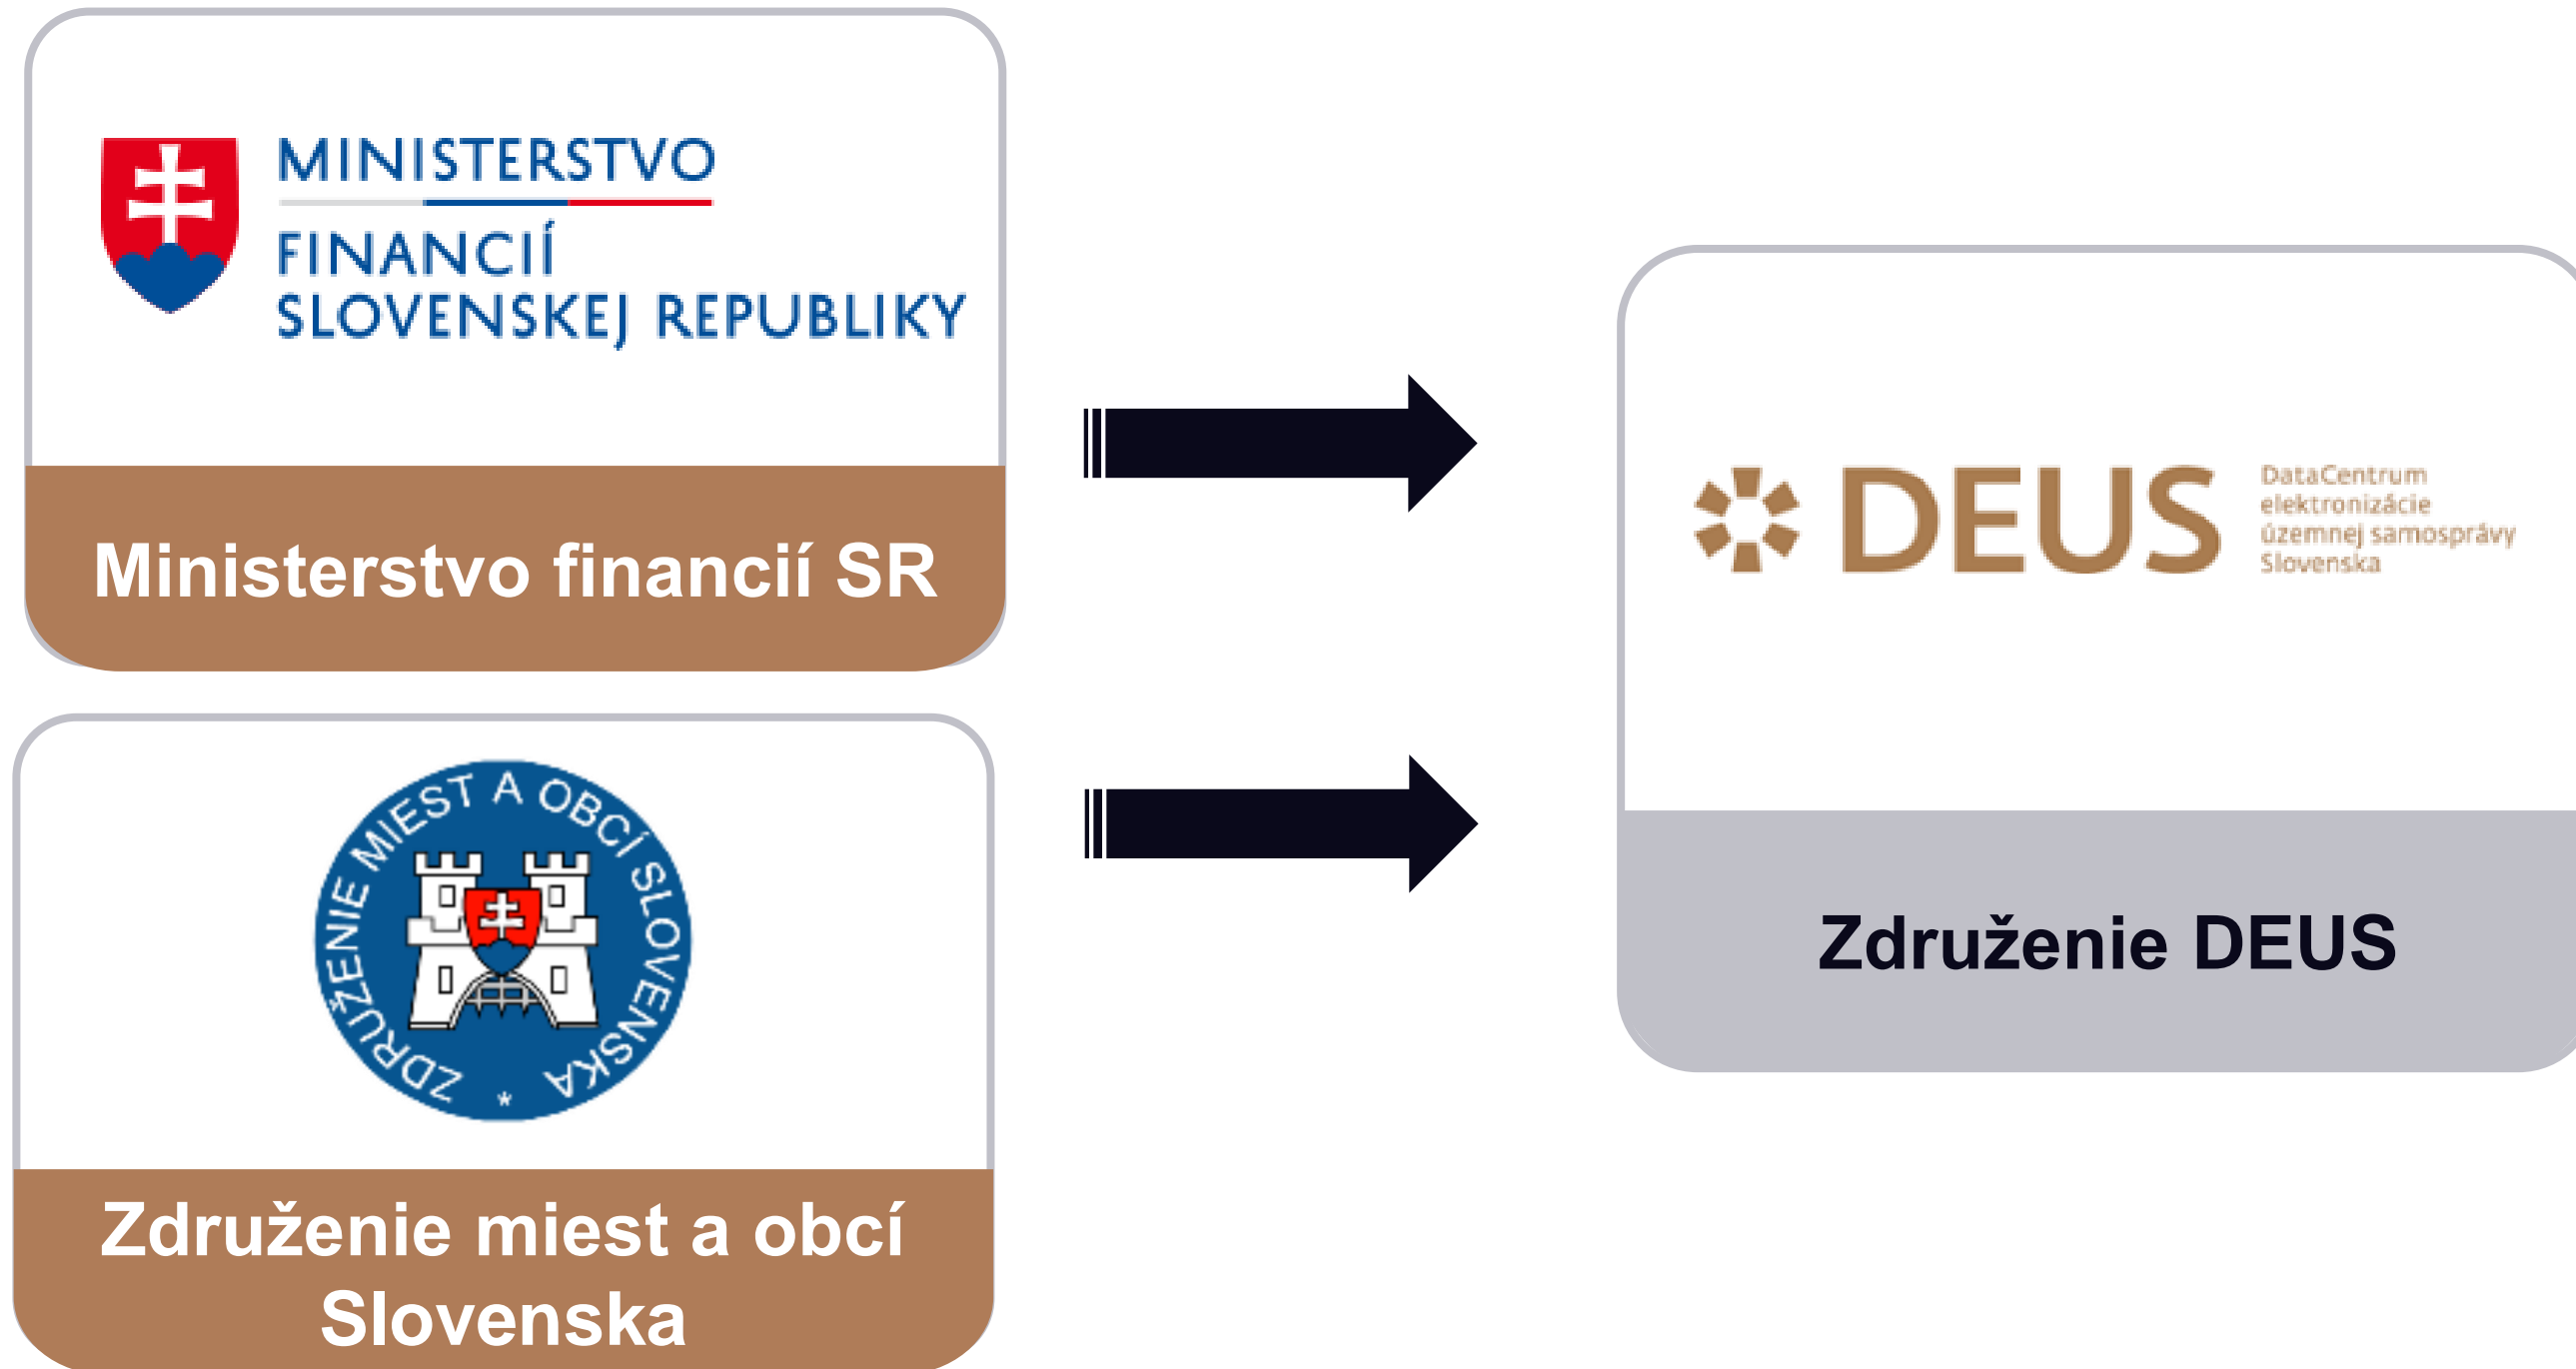 MINISTERSTVO
FINANCIÍ
SLOVENSKEJ REPUBLIKY
Ministerstvo financií SR
ZDRUŽENIE MIEST A OBCÍ SLOVENSKA *
Združenie miest a obcí
Slovenska
DEUS
DataCentrum
elektronizácie
územnej samosprávy
Slovenska
Združenie DEUS